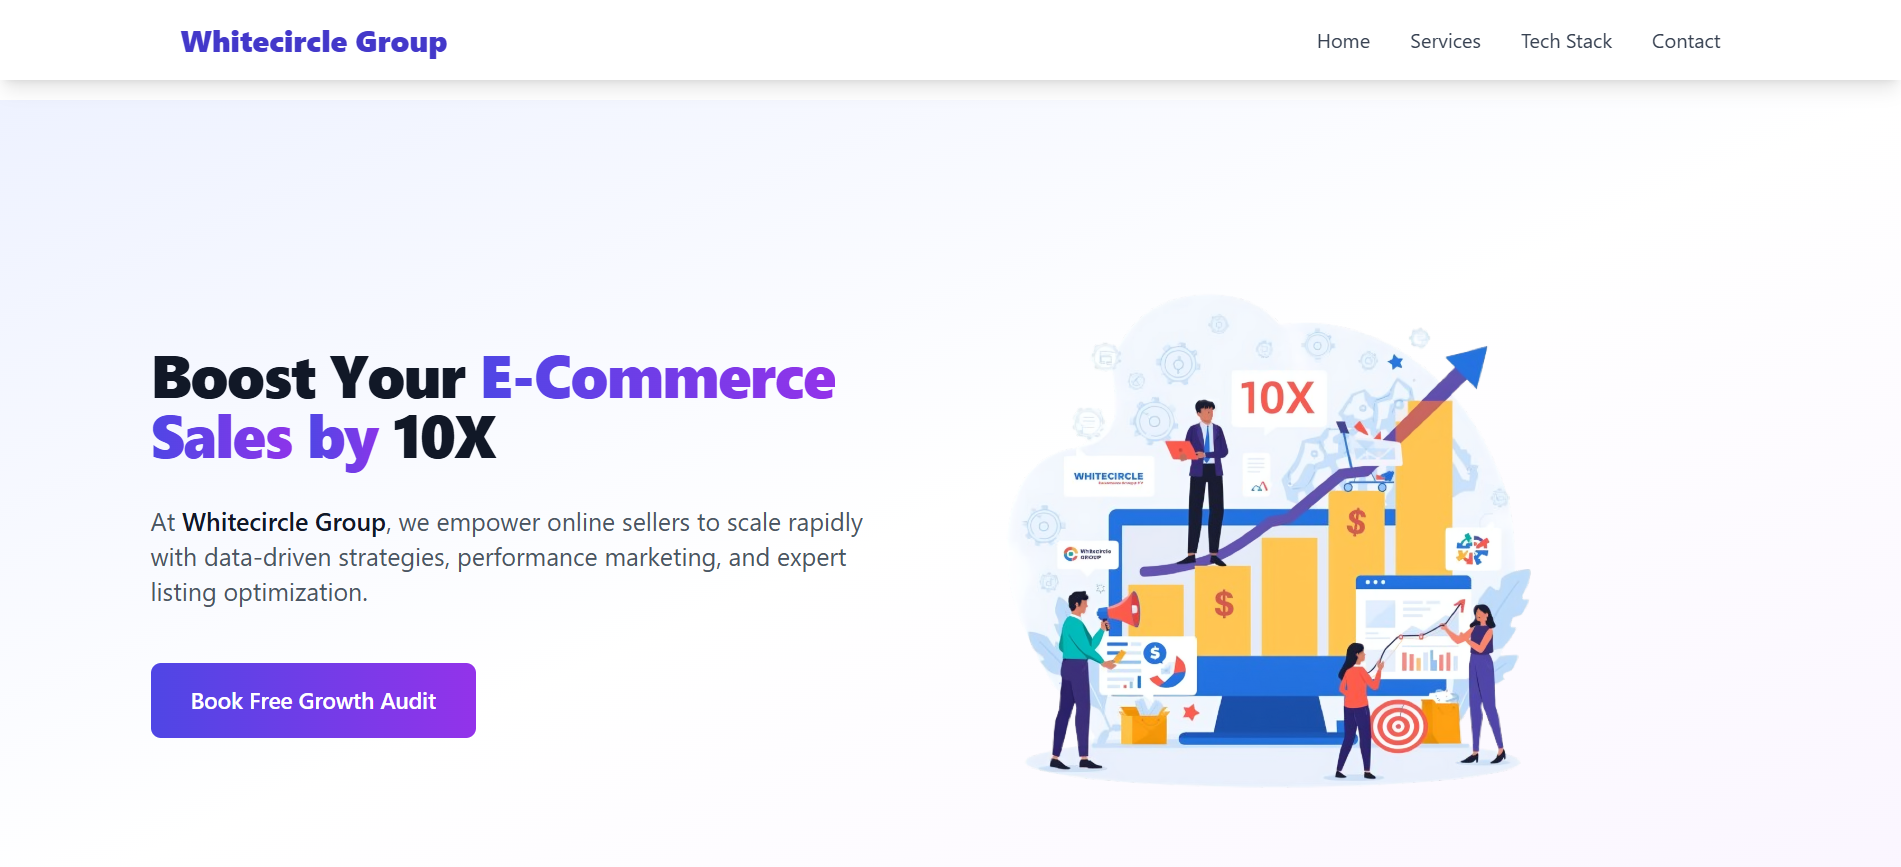 Whitecircle Group
Home Services Tech Stack Contact
Boost Your E-Commerce
Sales by 10X
At Whitecircle Group, we empower online sellers to scale rapidly
with data-driven strategies, performance marketing, and expert
listing optimization.
Book Free Growth Audit
10X
WHITECIRCLE
Whitecircle
GROUP
$
$
$